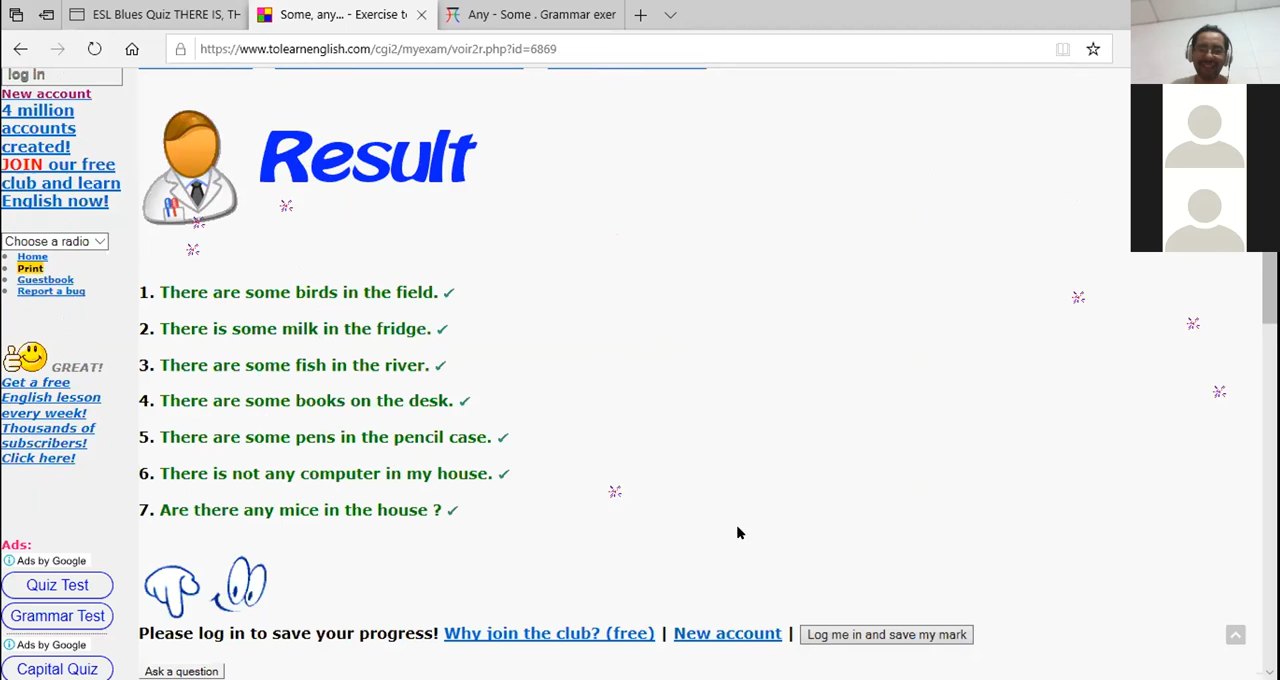 ESL Blues Quiz THERE IS, TH
Some, any... - Exercise to
Any - Some . Grammar exer
https://www.tolearnenglish.com/cgi2/myexam/voir2r.php?id=6869
log in
New account
4 million
accounts
created!
JOIN our free
club and learn
English now!
Choose a radio
Home
Print
Guestbook
Report a bug
GREAT!
Get a free
English lesson
every week!
Thousands of
subscribers!
Click here!
Ads:
Ads by Google
Quiz Test
Grammar Test
Ads by Google
Capital Quiz
Result
1. There are some birds in the field. ✓
2. There is some milk in the fridge. ✓
3. There are some fish in the river. ✓
4. There are some books on the desk. ✓
5. There are some pens in the pencil case. ✓
6. There is not any computer in my house. ✓
7. Are there any mice in the house ? ✓
Please log in to save your progress! Why join the club? (free) | New account | Log me in and save my mark
Ask a question